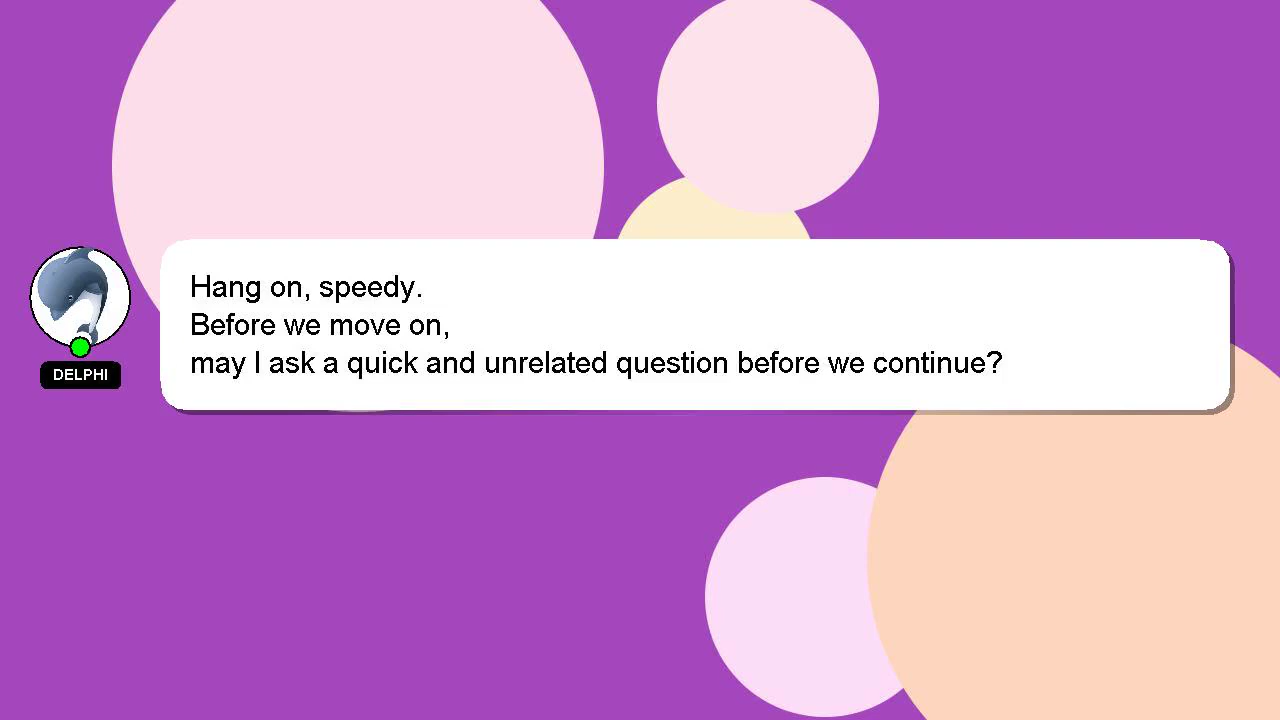 Hang on, speedy.
Before we move on,
may I ask a quick and unrelated question before we continue?
DELPHI